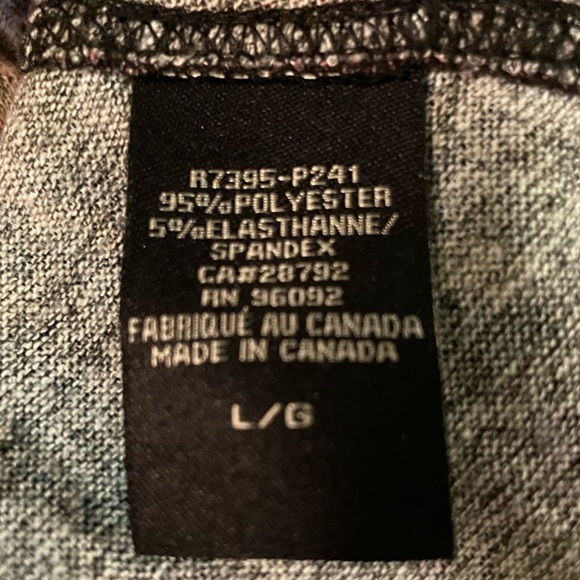 R7395-P241
95%POLYESTER
5%ELASTHANNE/
SPANDEX
CA#28792
RN 96092
FABRIQUÉ AU CANADA
MADE IN CANADA
L/G